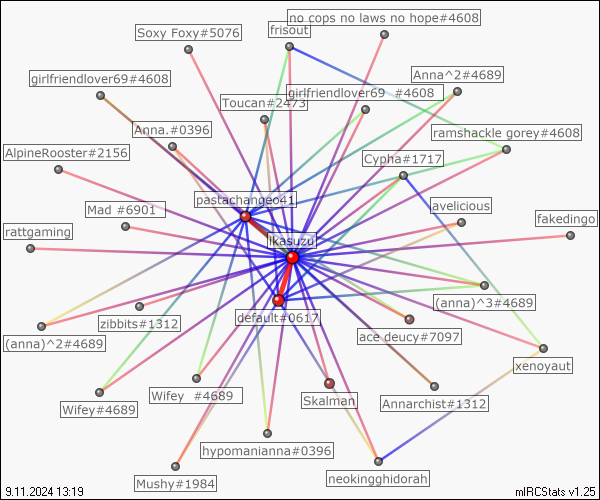 no cops no laws no hope#4608
Soxy Foxy#5076
frisout
girlfriendlover69#4608
Anna^2#4689
girlfriendlover69 #4608
Toucan#2473
Anna.#0396
ramshackle gorey#4608
AlpineRooster#2156
Cypha#1717
pastachangeo41
Mad #6901
avelicious
fakedingo
rattgaming
ikasuzu
(anna)^3#4689
default#0617
zibbits#1312
ace deucy#7097
(anna)^2#4689
xenoyaut
Wifey #4689
Skalman
Annarchist#1312
Wifey#4689
hypomanianna#0396
neokingghidorah
Mushy#1984
9.11.2024 13:19
mIRCStats v1.25